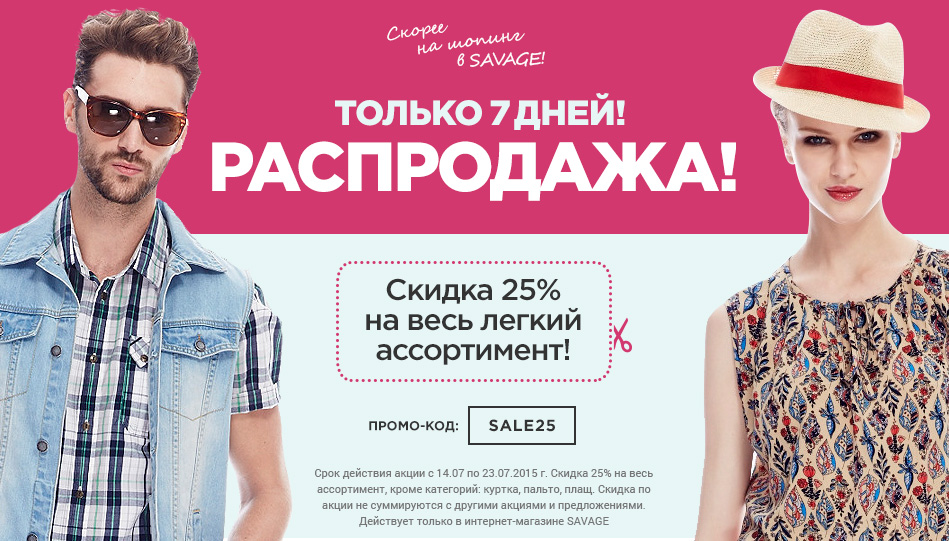 Скорее
на шопинг
в SAVAGE!
ТОЛЬКО 7 ДНЕЙ!
РАСПРОДАЖА!
Скидка 25%
на весь легкий
ассортимент!
ПРОМО-КОД: SALE25
Срок действия акции с 14.07 по 23.07.2015 г. Скидка 25% на весь
ассортимент, кроме категорий: куртка, пальто, плащ. Скидка по
акции не суммируются с другими акциями и предложениями.
Действует только в интернет-магазине SAVAGE